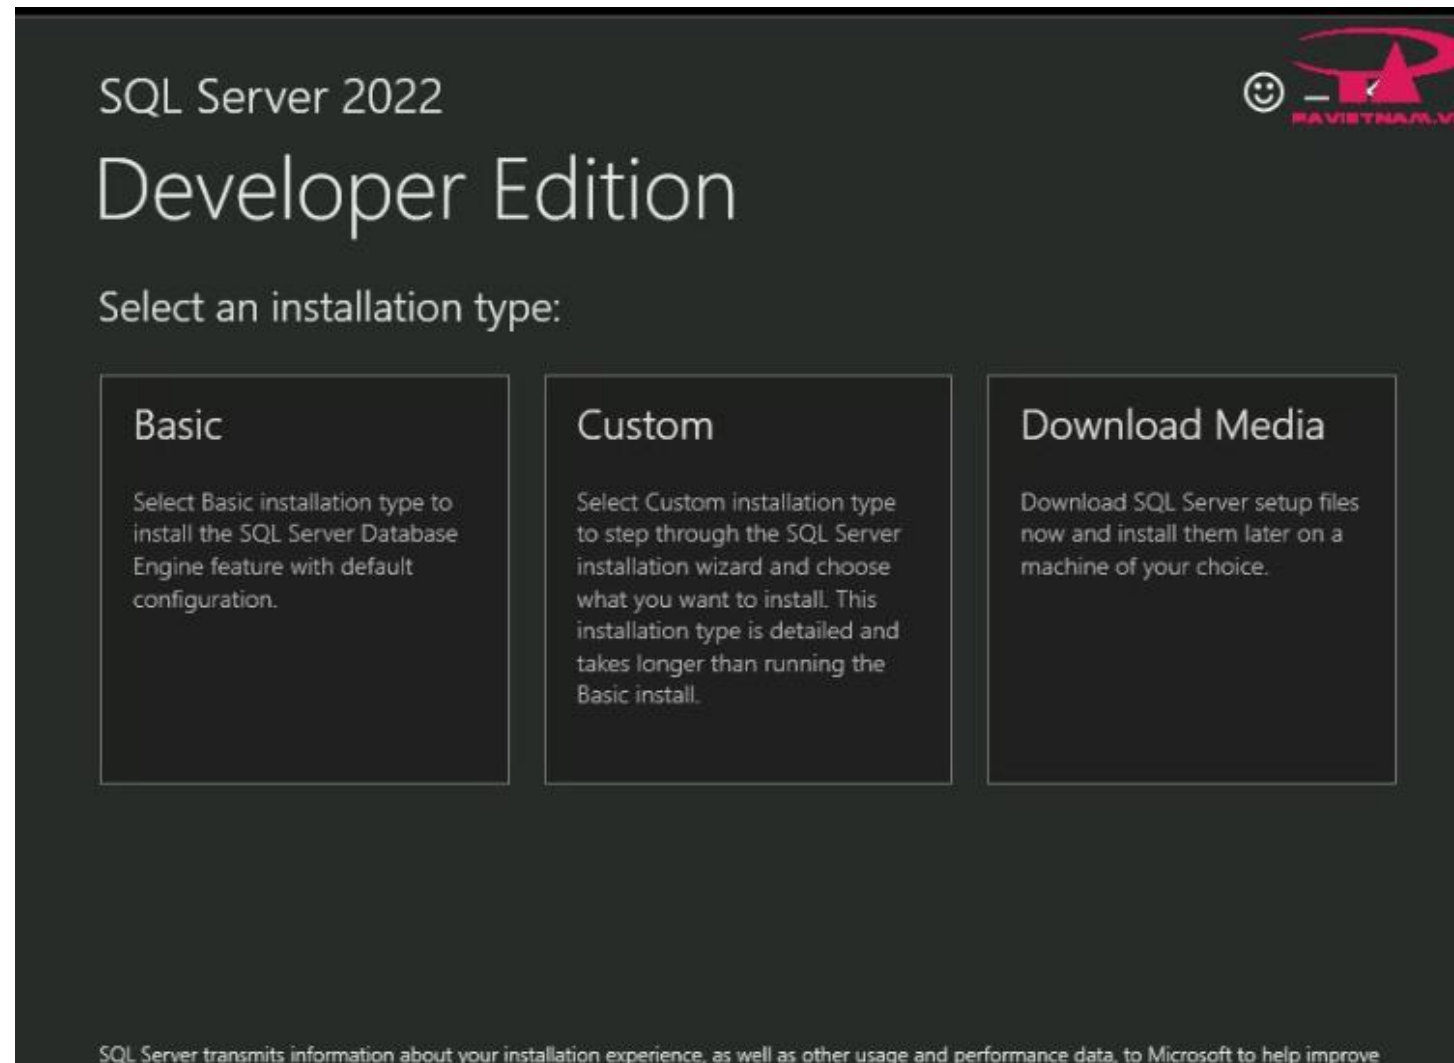 SQL Server 2022
Developer Edition
Select an installation type:
Basic
Select Basic installation type to
install the SQL Server Database
Engine feature with default
configuration.
Custom
Select Custom installation type
to step through the SQL Server
installation wizard and choose
what you want to install. This
installation type is detailed and
takes longer than running the
Basic install.
Download Media
Download SQL Server setup files
now and install them later on a
machine of your choice.
PAVIETNAM.V
SQL Server transmits information about your installation experience, as well as other usage and performance data, to Microsoft to help improve